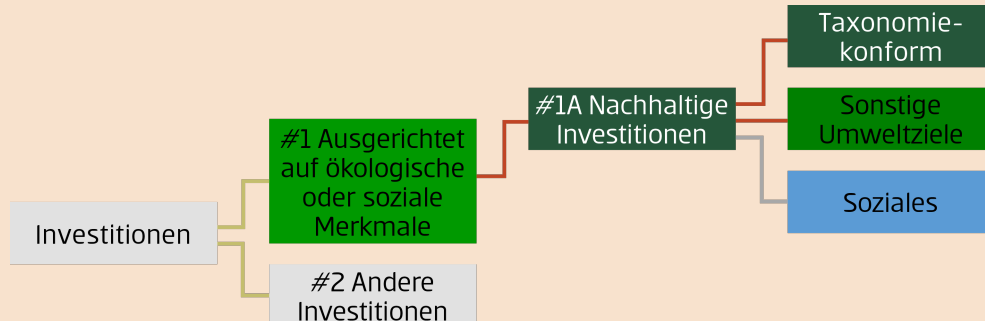 Taxonomie-
konform
#1A Nachhaltige
Investitionen
Sonstige
Umweltziele
#1 Ausgerichtet
auf ökologische
oder soziale
Merkmale
Soziales
Investitionen
#2 Andere
Investitionen